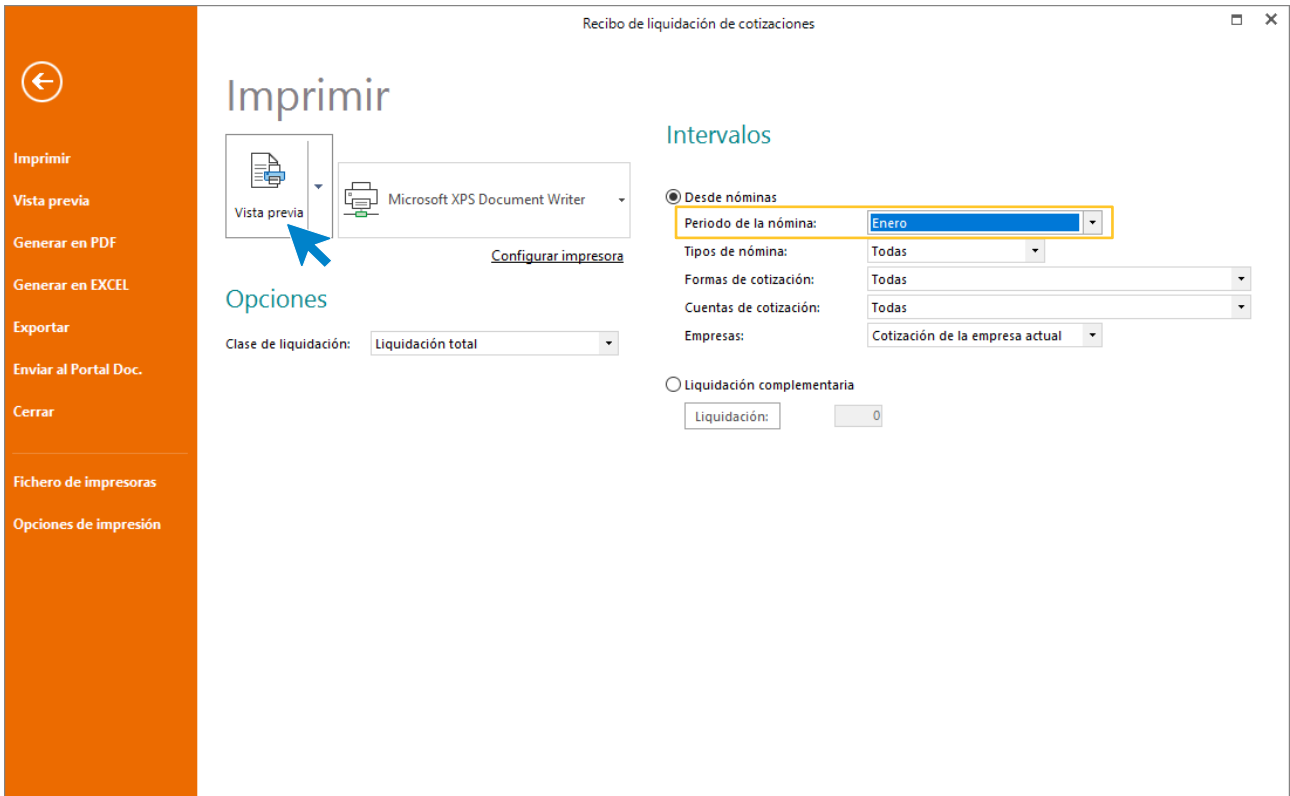 Recibo de liquidación de cotizaciones
Imprimir
Vista previa
Generar en PDF
Generar en EXCEL
Exportar
Enviar al Portal Doc.
Cerrar
Fichero de impresoras
Opciones de impresión
Imprimir
Vista previa
Microsoft XPS Document Writer
Configurar impresora
Opciones
Clase de liquidación: Liquidación total
Intervalos
Desde nóminas
Periodo de la nómina: Enero
Tipos de nómina: Todas
Formas de cotización: Todas
Cuentas de cotización: Todas
Empresas: Cotización de la empresa actual
Liquidación complementaria
Liquidación: 0